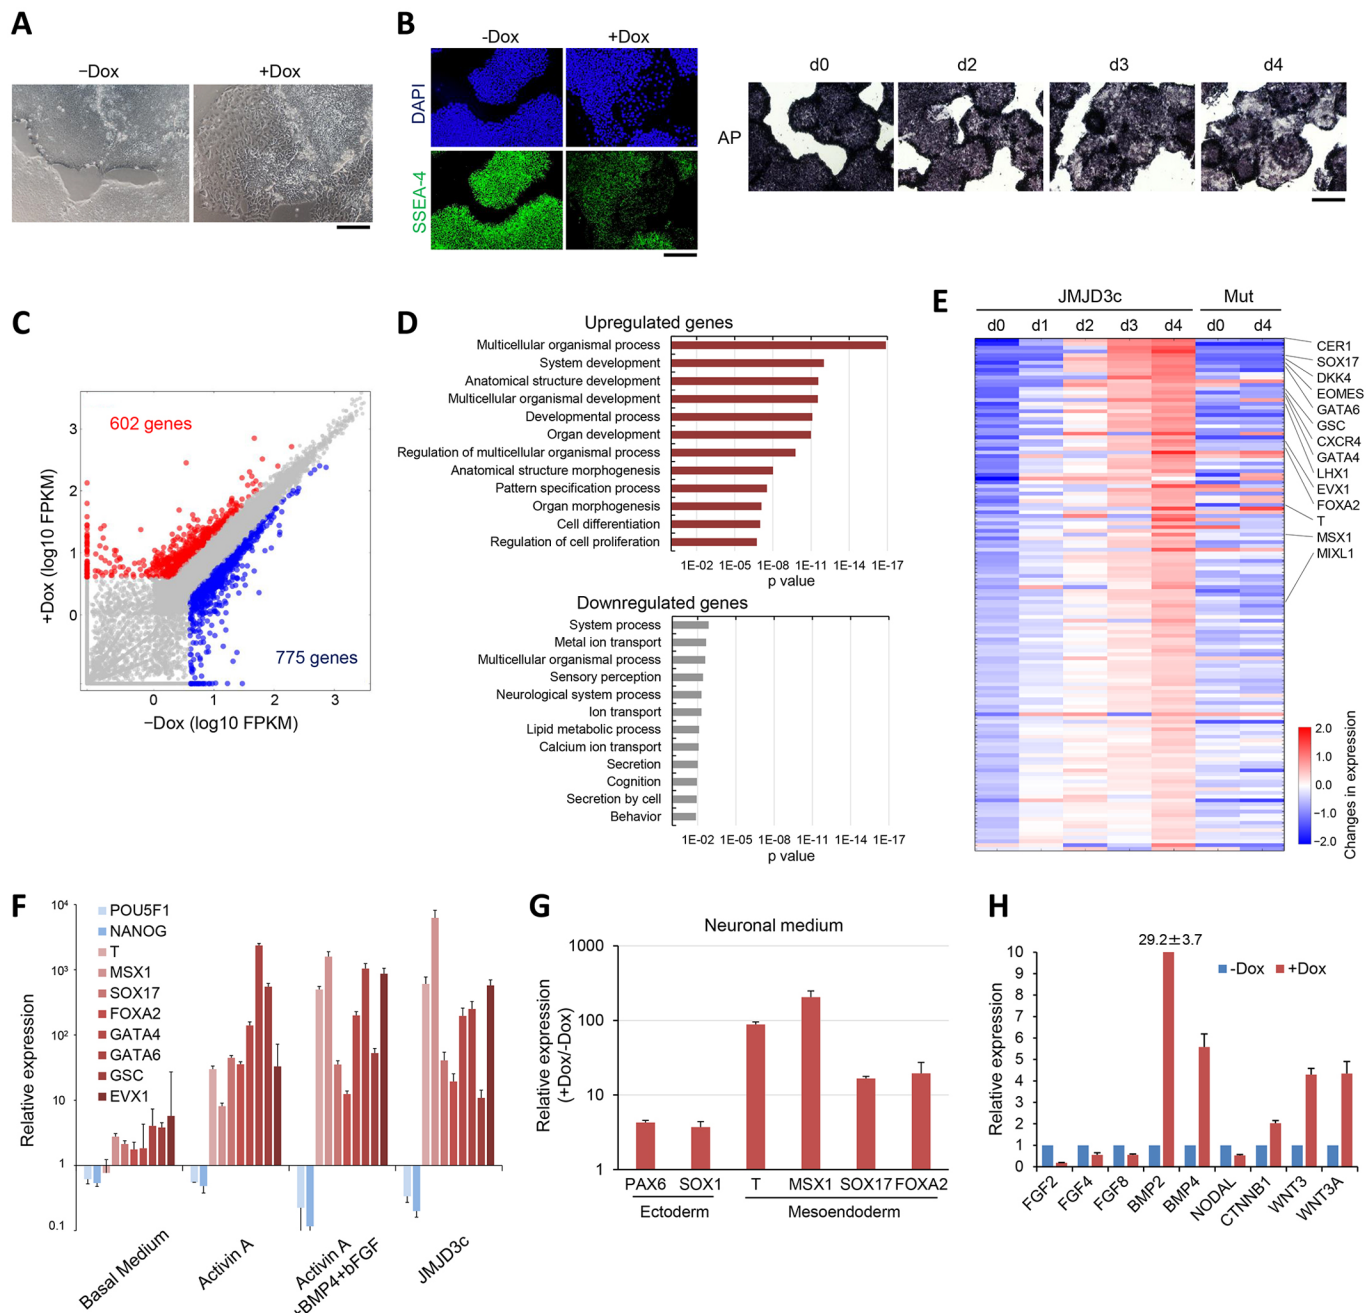 A
−Dox
+Dox
B
-Dox
+Dox
DAPI
SSEA-4
d0
d2
d3
d4
AP
C
602 genes
775 genes
3
2
1
0
+Dox (log10 FPKM)
0
1
2
3
−Dox (log10 FPKM)
D
Upregulated genes
Multicellular organismal process
System development
Anatomical structure development
Multicellular organismal development
Developmental process
Organ development
Regulation of multicellular organismal process
Anatomical structure morphogenesis
Pattern specification process
Organ morphogenesis
Cell differentiation
Regulation of cell proliferation
1E-02 1E-05 1E-08 1E-11 1E-14 1E-17
p value
Downregulated genes
System process
Metal ion transport
Multicellular organismal process
Sensory perception
Neurological system process
Ion transport
Lipid metabolic process
Calcium ion transport
Secretion
Cognition
Secretion by cell
Behavior
1E-02 1E-05 1E-08 1E-11 1E-14 1E-17
p value
E
JMJD3c
Mut
d0 d1 d2 d3 d4 d0 d4
CER1
SOX17
DKK4
EOMES
GATA6
GSC
CXCR4
GATA4
LHX1
EVX1
FOXA2
T
MSX1
MIXL1
2.0
1.0
0.0
−1.0
−2.0
Changes in expression
F
POU5F1
NANOG
T
MSX1
SOX17
FOXA2
GATA4
GATA6
GSC
EVX1
10⁴
10³
10²
10
1
0.1
Relative expression
Basal Medium
Activin A
Activin A
+BMP4+bFGF
JMJD3c
G
Neuronal medium
1000
100
10
1
Relative expression
(+Dox/-Dox)
PAX6 SOX1 T MSX1 SOX17 FOXA2
Ectoderm
Mesoendoderm
H
29.2±3.7
-Dox
+Dox
10
9
8
7
6
5
4
3
2
1
0
Relative expression
FGF2
FGF4
FGF8
BMP2
BMP4
NODAL
CTNNB1
WNT3
WNT3A